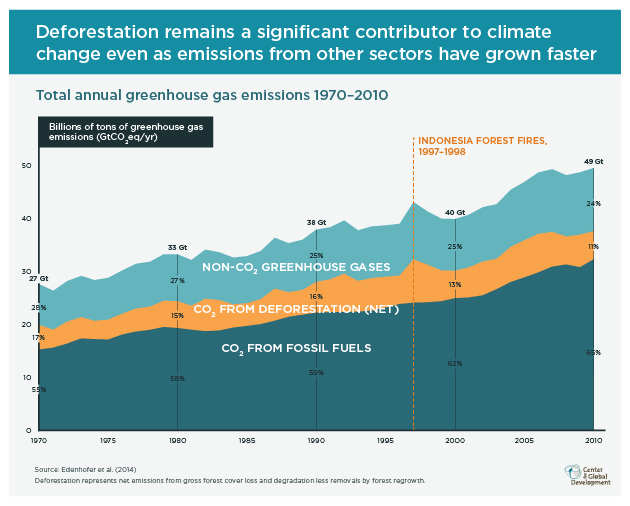 Deforestation remains a significant contributor to climate
change even as emissions from other sectors have grown faster
Total annual greenhouse gas emissions 1970–2010
Billions of tons of greenhouse gas
emissions (GtCO2eq/yr)
INDONESIA FOREST FIRES,
1997–1998
50
49 Gt
40
24%
40 Gt
38 Gt
33 Gt
11%
25%
25%
NON-CO2 GREENHOUSE GASES
30
27 Gt
27%
28%
16%
13%
CO2 FROM DEFORESTATION (NET)
15%
20
17%
CO2 FROM FOSSIL FUELS
65%
62%
59%
58%
55%
10
0
1970
1975
1980
1985
1990
1995
2000
2005
2010
Source: Edenhofer et al. (2014)
Deforestation represents net emissions from gross forest cover loss and degradation less removals by forest regrowth.
Center
for Global
Development